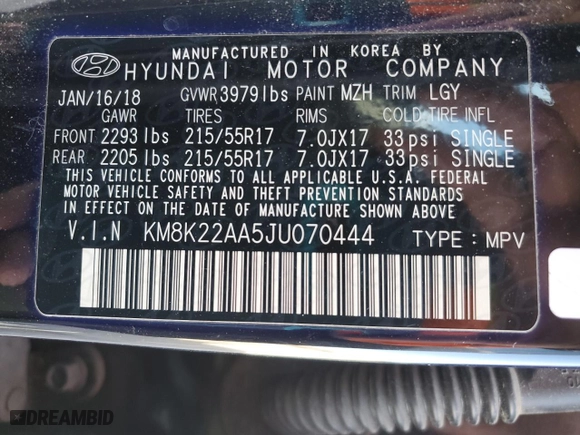 MANUFACTURED IN KOREA BY
HYUNDAI MOTOR COMPANY
JAN/16/18 GVWR 3979lbs PAINT MZH TRIM LGY
GAWR TIRES RIMS COLD TIRE INFL
FRONT 2293lbs 215/55R17 7.0JX17 33psi SINGLE
REAR 2205lbs 215/55R17 7.0JX17 33psi SINGLE
THIS VEHICLE CONFORMS TO ALL APPLICABLE U.S.A. FEDERAL
MOTOR VEHICLE SAFETY AND THEFT PREVENTION STANDARDS
IN EFFECT ON THE DATE OF MANUFACTURE SHOWN ABOVE.
V.I.N KM8K22AA5JU070444 TYPE : MPV
DREAMBID